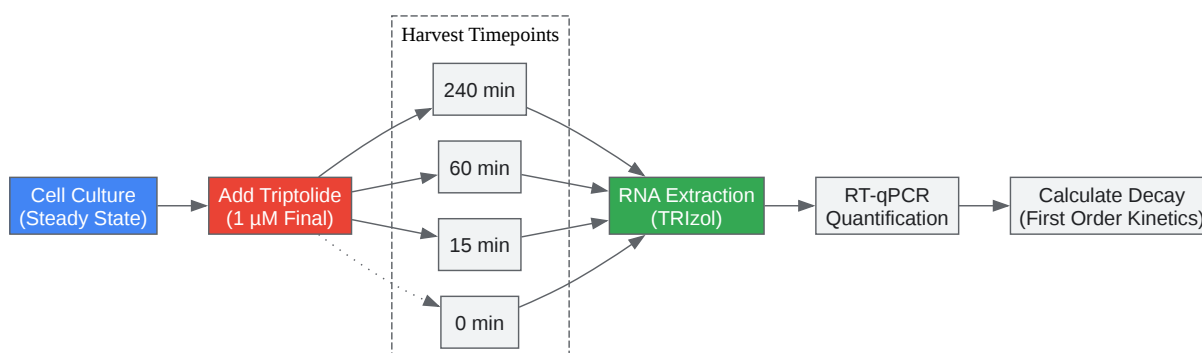 Harvest Timepoints
Cell Culture
(Steady State)
Add Triptolide
(1 µM Final)
240 min
60 min
15 min
0 min
RNA Extraction
(TRIzol)
RT-qPCR
Quantification
Calculate Decay
(First Order Kinetics)